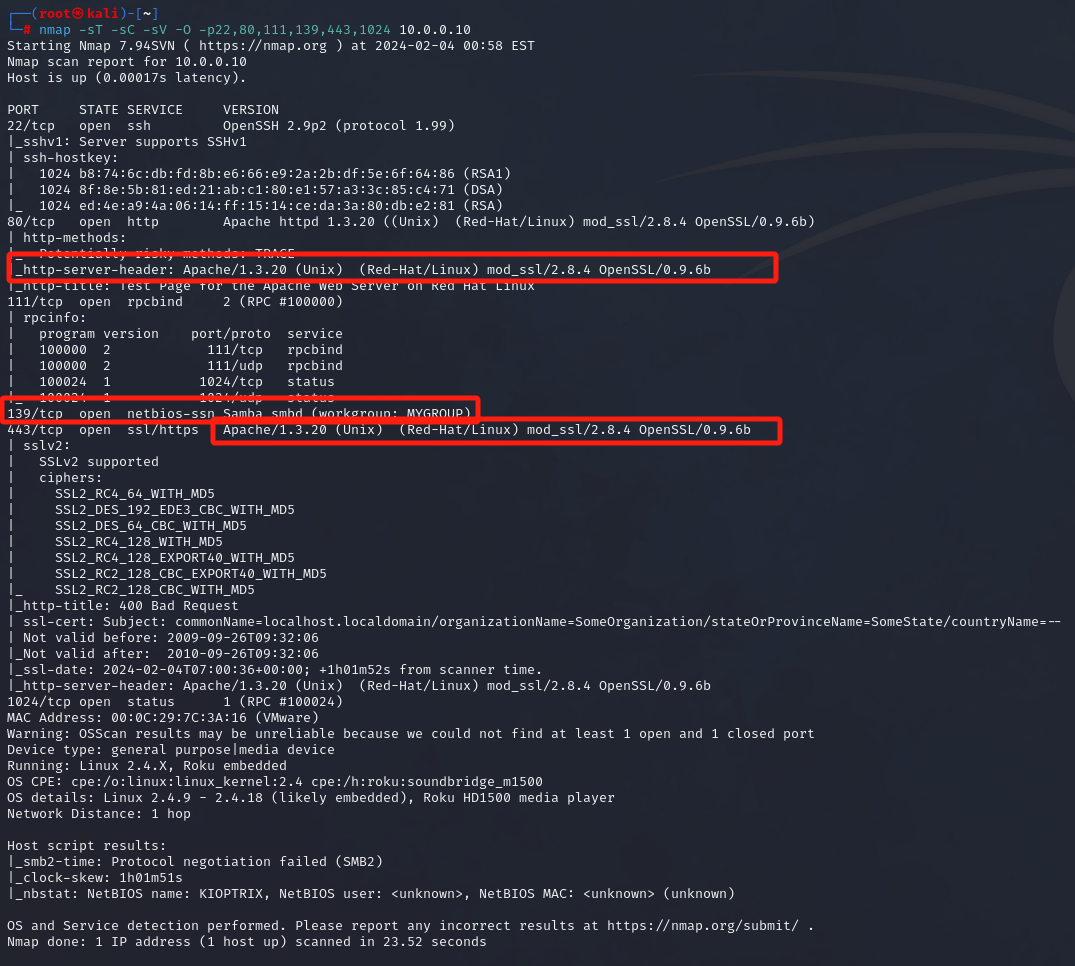 ┌──(root㉿kali)-[~]
└─# nmap -sT -sC -sV -O -p22,80,111,139,443,1024 10.0.0.10
Starting Nmap 7.94SVN ( https://nmap.org ) at 2024-02-04 00:58 EST
Nmap scan report for 10.0.0.10
Host is up (0.00017s latency).

PORT     STATE SERVICE     VERSION
22/tcp   open  ssh         OpenSSH 2.9p2 (protocol 1.99)
|_sshv1: Server supports SSHv1
| ssh-hostkey:
|   1024 b8:74:6c:db:fd:8b:e6:66:e9:2a:2b:df:5e:6f:64:86 (RSA1)
|   1024 8f:8e:5b:81:ed:21:ab:c1:80:e1:57:a3:3c:85:c4:71 (DSA)
|_  1024 ed:4e:a9:4a:06:14:ff:15:14:ce:da:3a:80:db:e2:81 (RSA)
80/tcp   open  http        Apache httpd 1.3.20 ((Unix)  (Red-Hat/Linux) mod_ssl/2.8.4 OpenSSL/0.9.6b)
| http-methods:
|_  Potentially risky methods: TRACE
|_http-server-header: Apache/1.3.20 (Unix)  (Red-Hat/Linux) mod_ssl/2.8.4 OpenSSL/0.9.6b
|_http-title: Test Page for the Apache Web Server on Red Hat Linux
111/tcp  open  rpcbind     2 (RPC #100000)
| rpcinfo:
|   program version    port/proto  service
|   100000  2            111/tcp   rpcbind
|   100000  2            111/udp   rpcbind
|   100024  1           1024/tcp   status
|_  100024  1           1024/udp   status
139/tcp  open  netbios-ssn Samba smbd (workgroup: MYGROUP)
443/tcp  open  ssl/https   Apache/1.3.20 (Unix)  (Red-Hat/Linux) mod_ssl/2.8.4 OpenSSL/0.9.6b
| sslv2:
|   SSLv2 supported
|   ciphers:
|     SSL2_RC4_64_WITH_MD5
|     SSL2_DES_192_EDE3_CBC_WITH_MD5
|     SSL2_DES_64_CBC_WITH_MD5
|     SSL2_RC4_128_WITH_MD5
|     SSL2_RC4_128_EXPORT40_WITH_MD5
|     SSL2_RC2_128_CBC_EXPORT40_WITH_MD5
|_    SSL2_RC2_128_CBC_WITH_MD5
|_http-title: 400 Bad Request
| ssl-cert: Subject: commonName=localhost.localdomain/organizationName=SomeOrganization/stateOrProvinceName=SomeState/countryName=--
| Not valid before: 2009-09-26T09:32:06
|_Not valid after:  2010-09-26T09:32:06
|_ssl-date: 2024-02-04T07:00:36+00:00; +1h01m52s from scanner time.
|_http-server-header: Apache/1.3.20 (Unix)  (Red-Hat/Linux) mod_ssl/2.8.4 OpenSSL/0.9.6b
1024/tcp open  status      1 (RPC #100024)
MAC Address: 00:0C:29:7C:3A:16 (VMware)
Warning: OSScan results may be unreliable because we could not find at least 1 open and 1 closed port
Device type: general purpose|media device
Running: Linux 2.4.X, Roku embedded
OS CPE: cpe:/o:linux:linux_kernel:2.4 cpe:/h:roku:soundbridge_m1500
OS details: Linux 2.4.9 - 2.4.18 (likely embedded), Roku HD1500 media player
Network Distance: 1 hop

Host script results:
|_smb2-time: Protocol negotiation failed (SMB2)
|_clock-skew: 1h01m51s
|_nbstat: NetBIOS name: KIOPTRIX, NetBIOS user: <unknown>, NetBIOS MAC: <unknown> (unknown)

OS and Service detection performed. Please report any incorrect results at https://nmap.org/submit/ .
Nmap done: 1 IP address (1 host up) scanned in 23.52 seconds